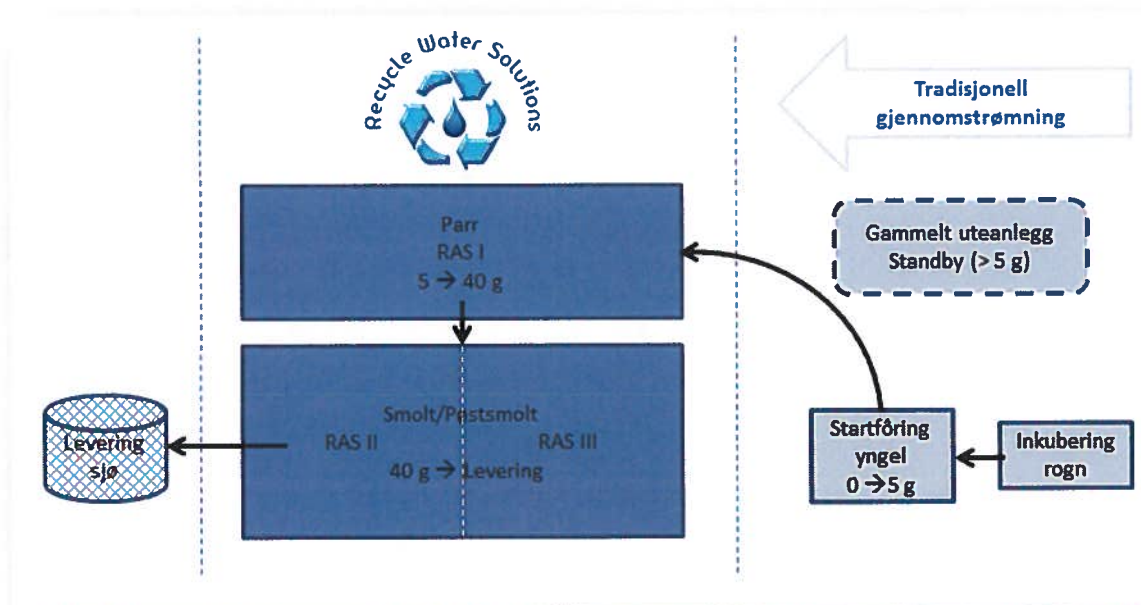 Recycle Water Solutions
Tradisjonell
gjennomstrømning
Parr
RAS I
5 → 40 g
Gammelt uteanlegg
Standby (> 5 g)
Levering
sjø
Smolt/Postsmolt
RAS II
RAS III
40 g → Levering
Startfôring
yngel
0 → 5 g
Inkubering
rogn